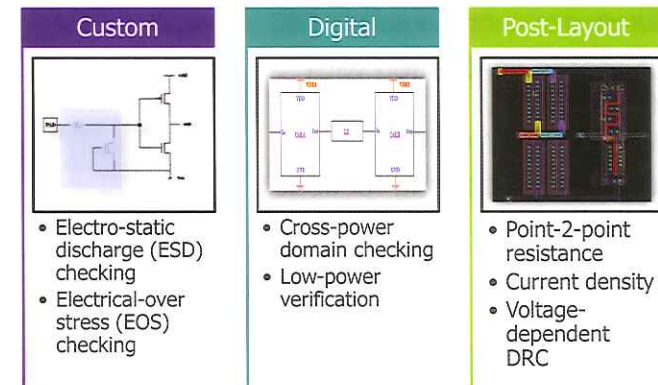 Custom
Electro-static
discharge (ESD)
checking
Electrical-over
stress (EOS)
checking
Digital
Cross-power
domain checking
Low-power
verification
Post-Layout
Point-2-point
resistance
Current density
Voltage-
dependent
DRC